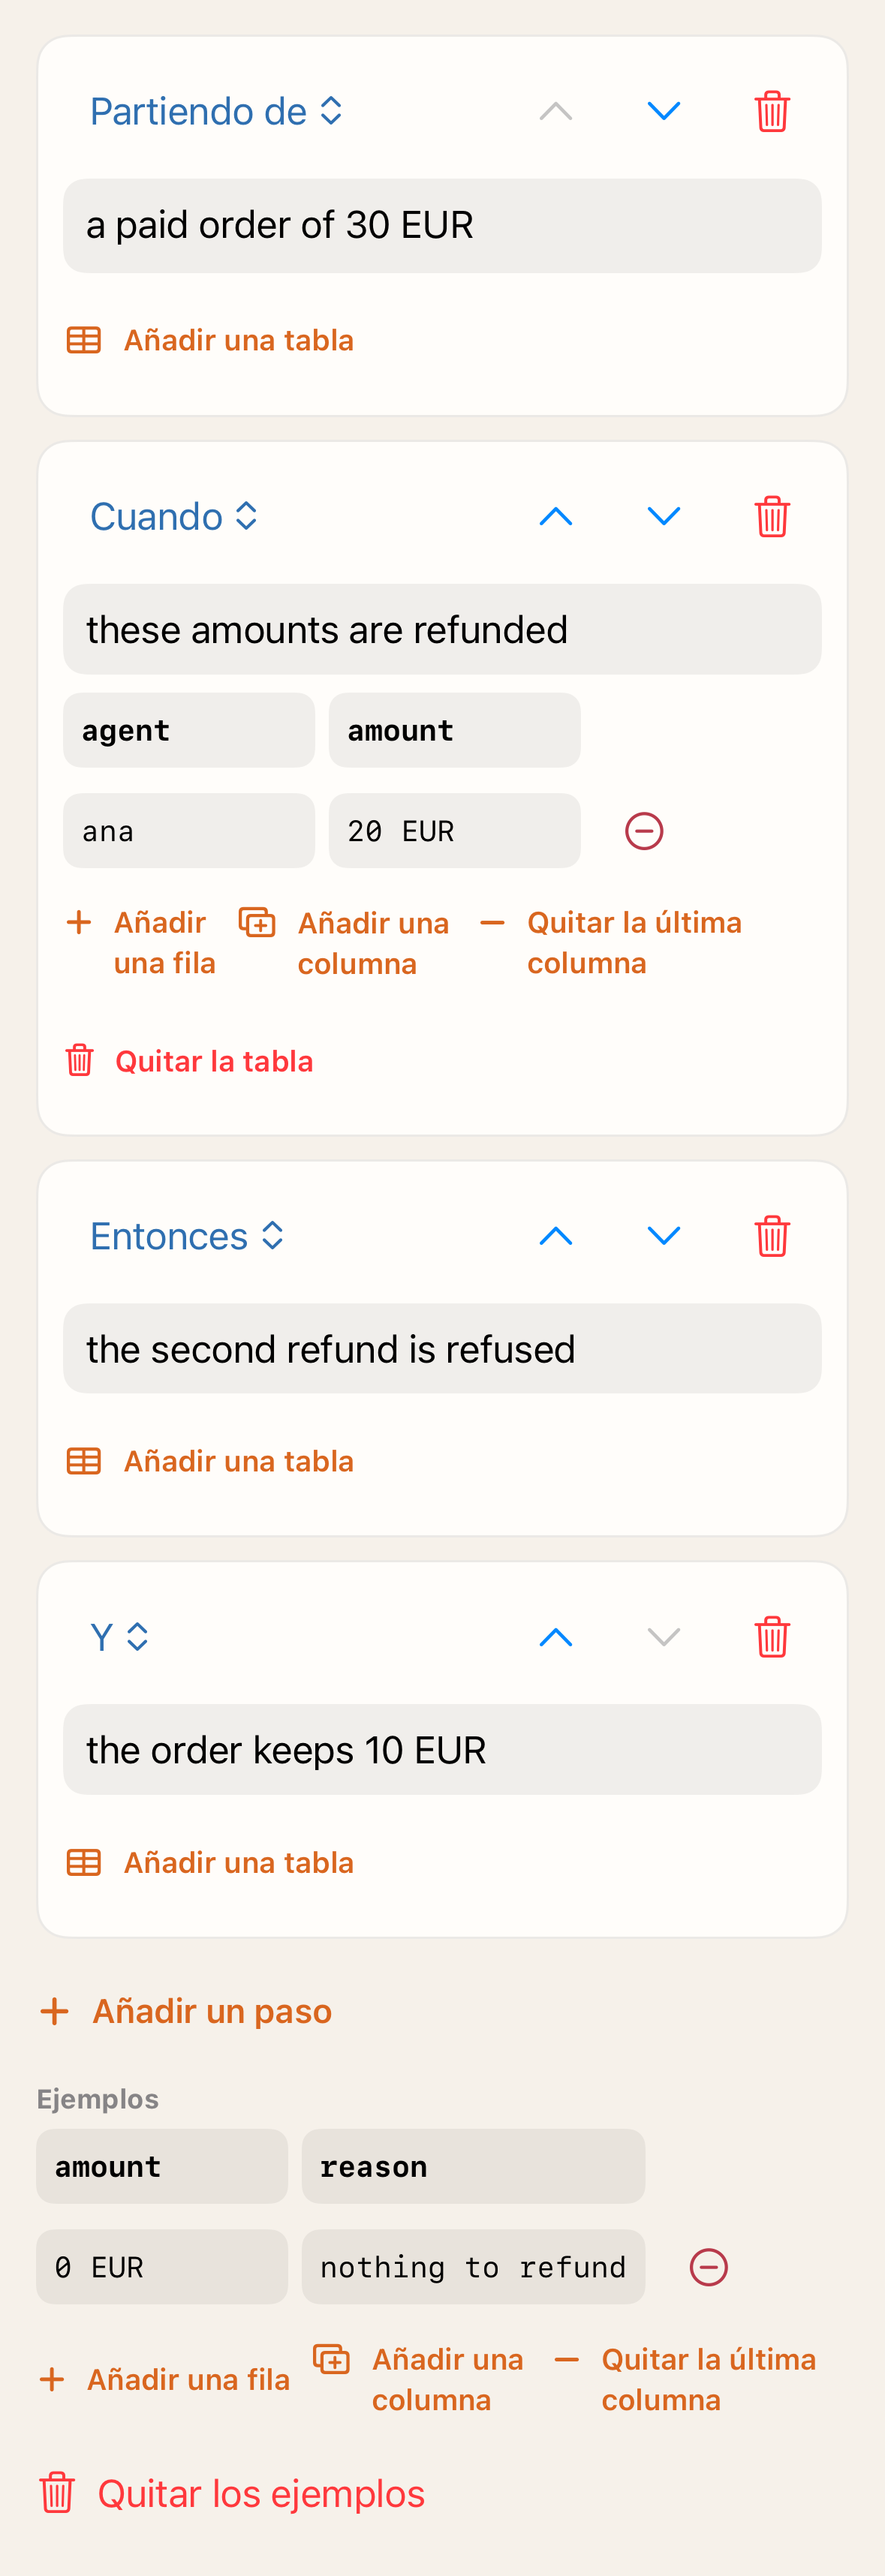 Partiendo de
a paid order of 30 EUR
Añadir una tabla
Cuando
these amounts are refunded
agent amount
ana 20 EUR
Añadir una fila
Añadir una columna
Quitar la última columna
Quitar la tabla
Entonces
the second refund is refused
Añadir una tabla
Y
the order keeps 10 EUR
Añadir una tabla
Añadir un paso
Ejemplos
amount reason
0 EUR nothing to refund
Añadir una fila
Añadir una columna
Quitar la última columna
Quitar los ejemplos